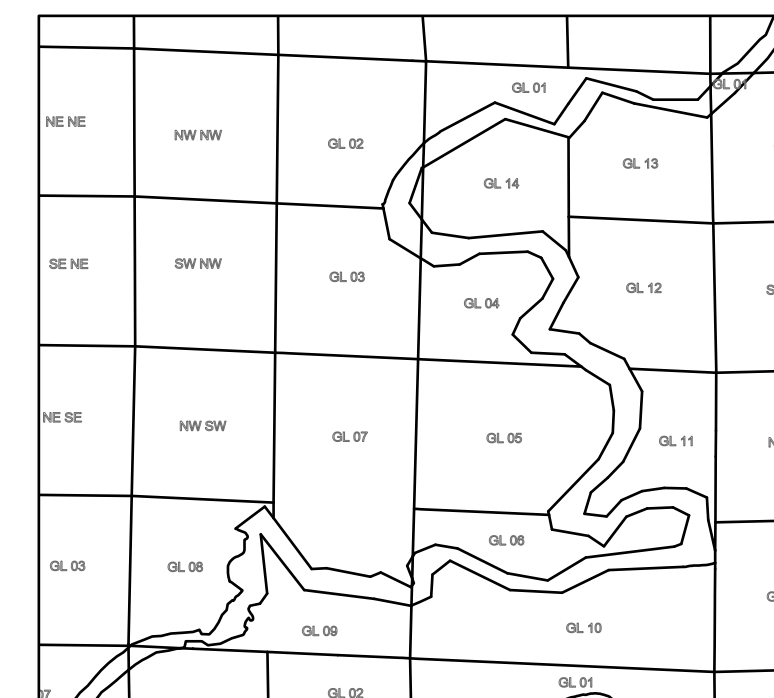 GL 01
GL 01
NE NE
NW NW
GL 02
GL 13
GL 14
SE NE
SW NW
GL 03
GL 12
GL 04
NE SE
NW SW
GL 07
GL 05
GL 11
GL 06
GL 03
GL 08
GL 09
GL 10
GL 01
GL 02